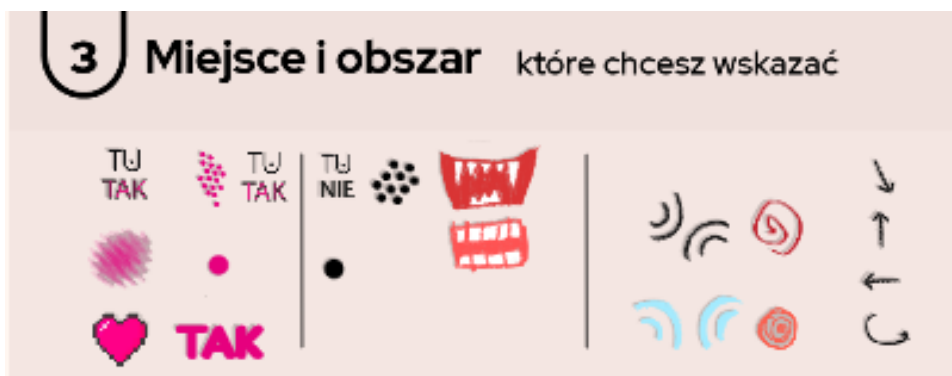 3 Miejsce i obszar które chcesz wskazać
TU TAK
TU TAK
TU NIE
TAK